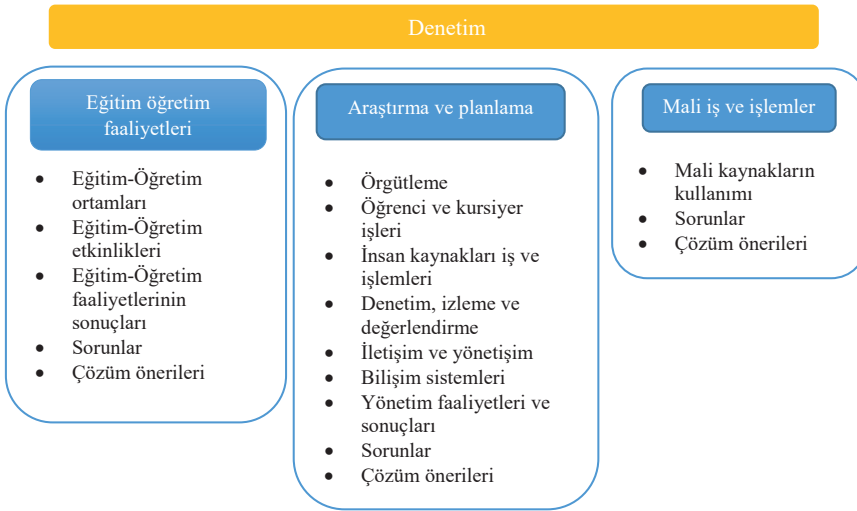 Denetim
Eğitim öğretim
faaliyetleri
• Eğitim-Öğretim
ortamları
• Eğitim-Öğretim
etkinlikleri
• Eğitim-Öğretim
faaliyetlerinin
sonuçları
• Sorunlar
• Çözüm önerileri
Araştırma ve planlama
• Örgütleme
• Öğrenci ve kursiyer
işleri
• İnsan kaynakları iş ve
işlemleri
• Denetim, izleme ve
değerlendirme
• İletişim ve yönetişim
• Bilişim sistemleri
• Yönetim faaliyetleri ve
sonuçları
• Sorunlar
• Çözüm önerileri
Mali iş ve işlemler
• Mali kaynakların
kullanımı
• Sorunlar
• Çözüm önerileri